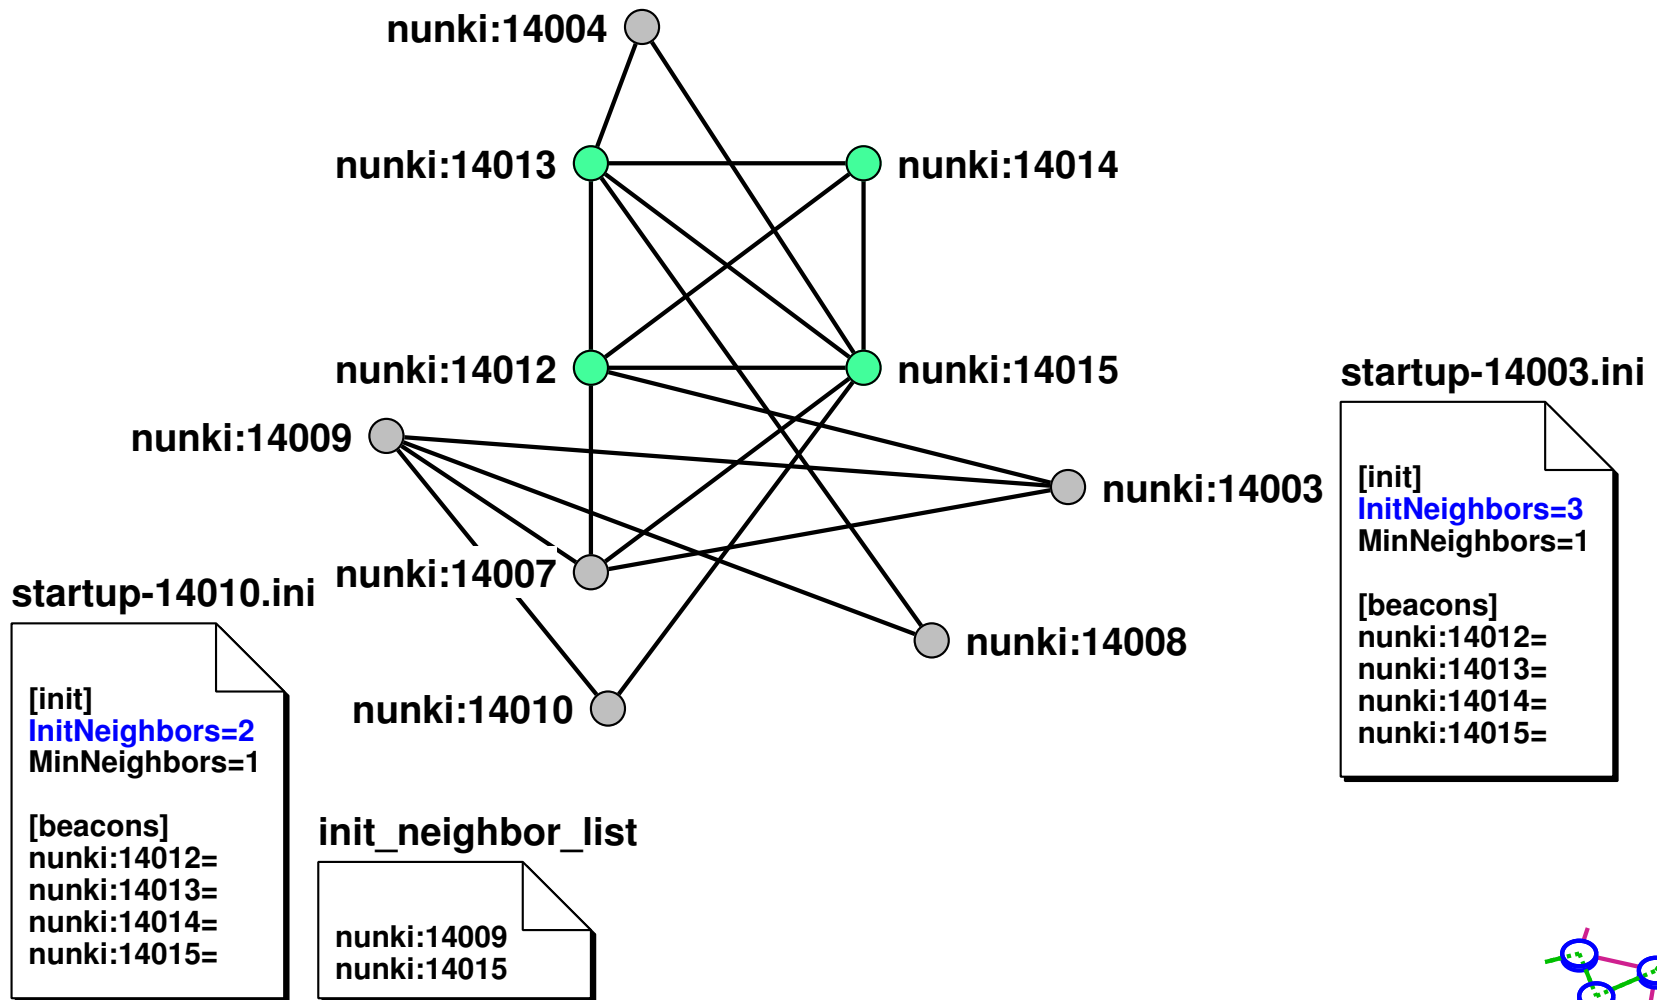 nunki:14004
nunki:14013
nunki:14014
nunki:14012
nunki:14015
nunki:14009
nunki:14003
nunki:14007
nunki:14008
nunki:14010
startup-14003.ini
[init]
InitNeighbors=3
MinNeighbors=1
[beacons]
nunki:14012=
nunki:14013=
nunki:14014=
nunki:14015=
startup-14010.ini
[init]
InitNeighbors=2
MinNeighbors=1
[beacons]
nunki:14012=
nunki:14013=
nunki:14014=
nunki:14015=
init_neighbor_list
nunki:14009
nunki:14015